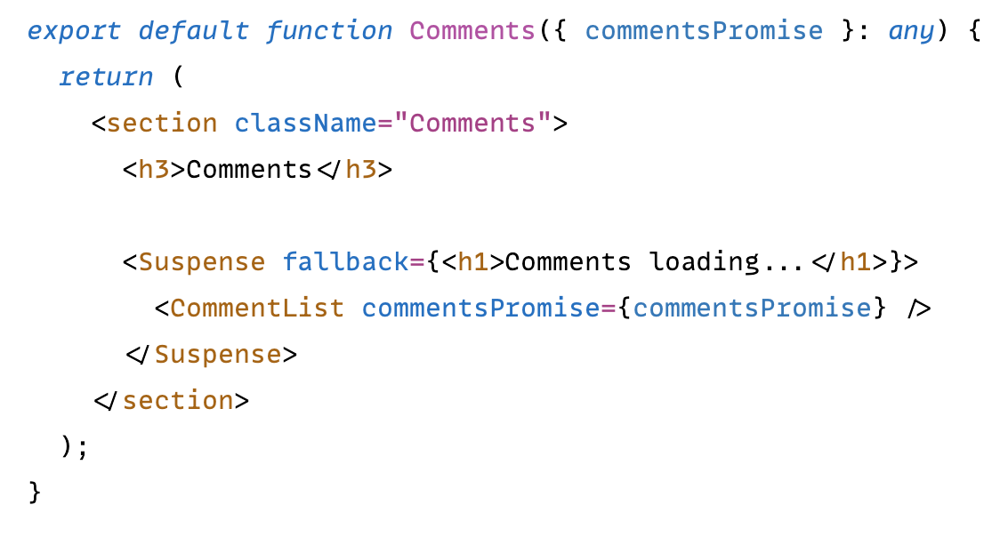 export default function Comments({ commentsPromise }: any) {
  return (
    <section className="Comments">
      <h3>Comments</h3>

      <Suspense fallback={<h1>Comments loading...</h1>}>
        <CommentList commentsPromise={commentsPromise} />
      </Suspense>
    </section>
  );
}